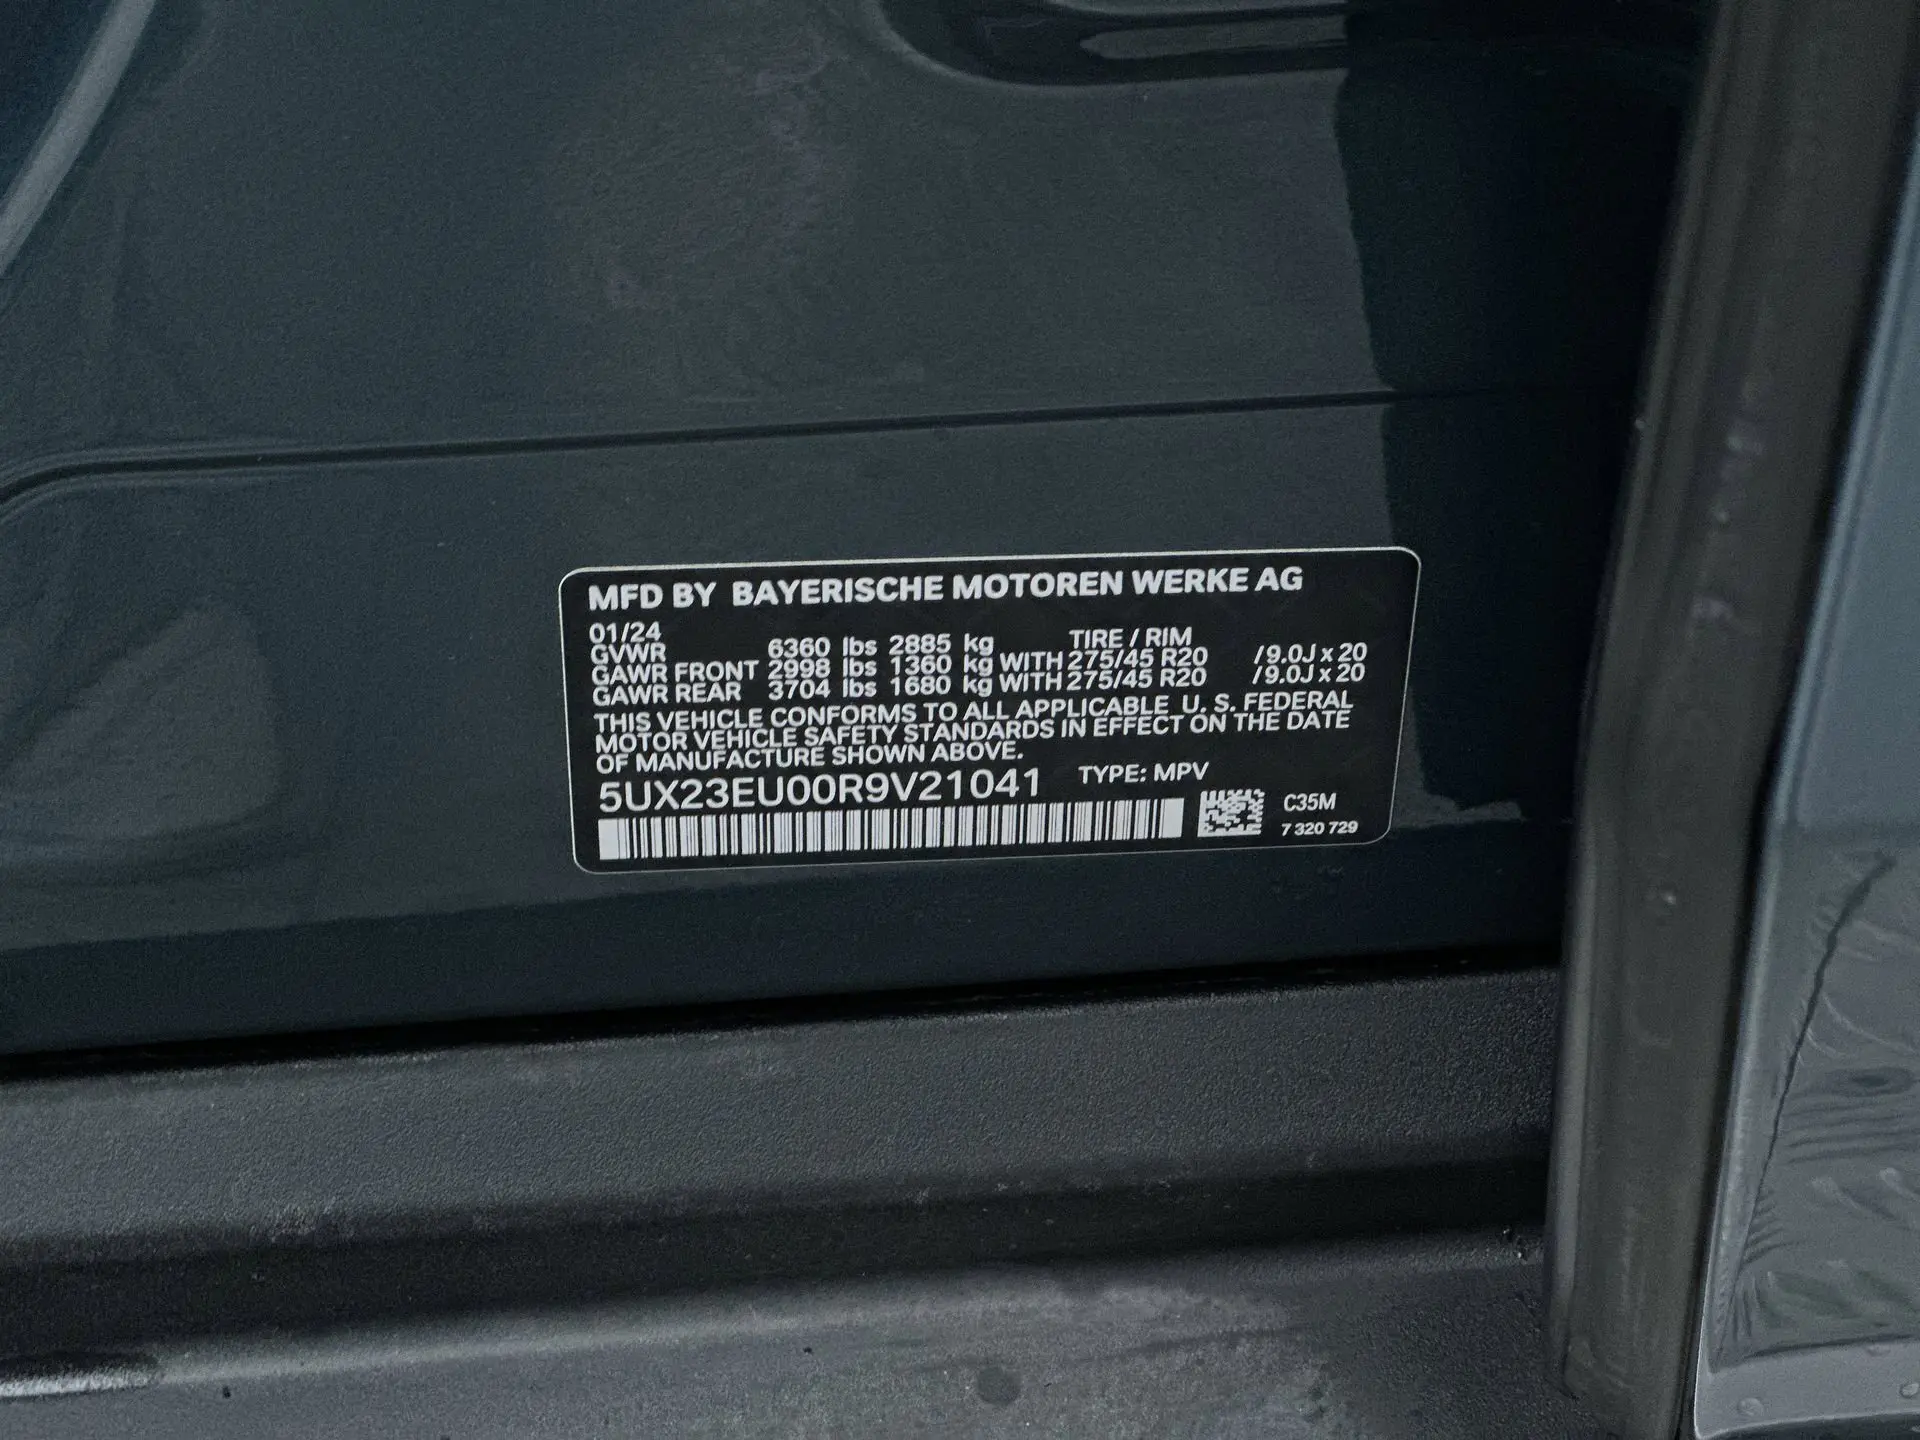 MFD BY BAYERISCHE MOTOREN WERKE AG
01/24 TIRE / RIM
GVWR 6360 lbs 2885 kg
GAWR FRONT 2998 lbs 1360 kg WITH 275/45 R20 /9.0J x 20
GAWR REAR 3704 lbs 1680 kg WITH 275/45 R20 /9.0J x 20
THIS VEHICLE CONFORMS TO ALL APPLICABLE U. S. FEDERAL
MOTOR VEHICLE SAFETY STANDARDS IN EFFECT ON THE DATE
OF MANUFACTURE SHOWN ABOVE.
5UX23EU00R9V21041 TYPE: MPV
C35M
7 320 729